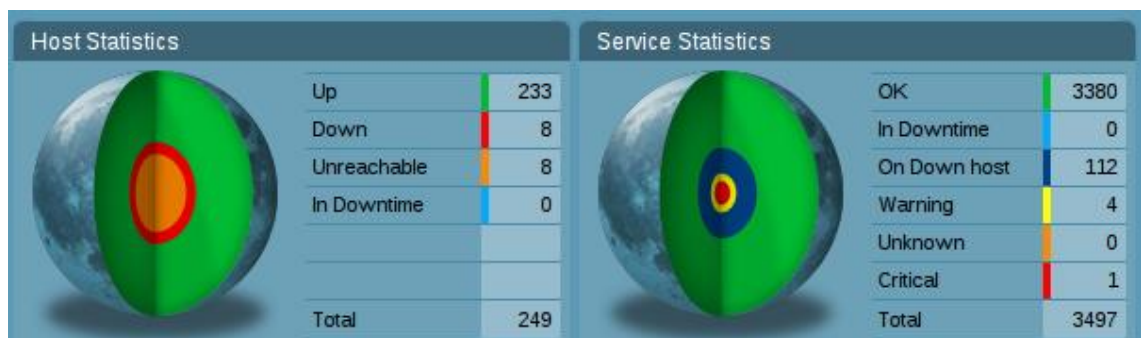 Host Statistics
Up 233
Down 8
Unreachable 8
In Downtime 0
Total 249
Service Statistics
OK 3380
In Downtime 0
On Down host 112
Warning 4
Unknown 0
Critical 1
Total 3497